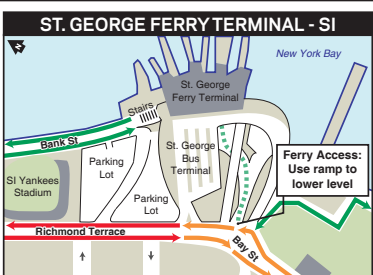 ST. GEORGE FERRY TERMINAL - SI
New York Bay
St. George
Ferry Terminal
Stairs
Bank St
St. George
Bus
Terminal
Ferry Access:
Use ramp to
lower level
Parking
Lot
SI Yankees
Stadium
Parking
Lot
Richmond Terrace
Bay St